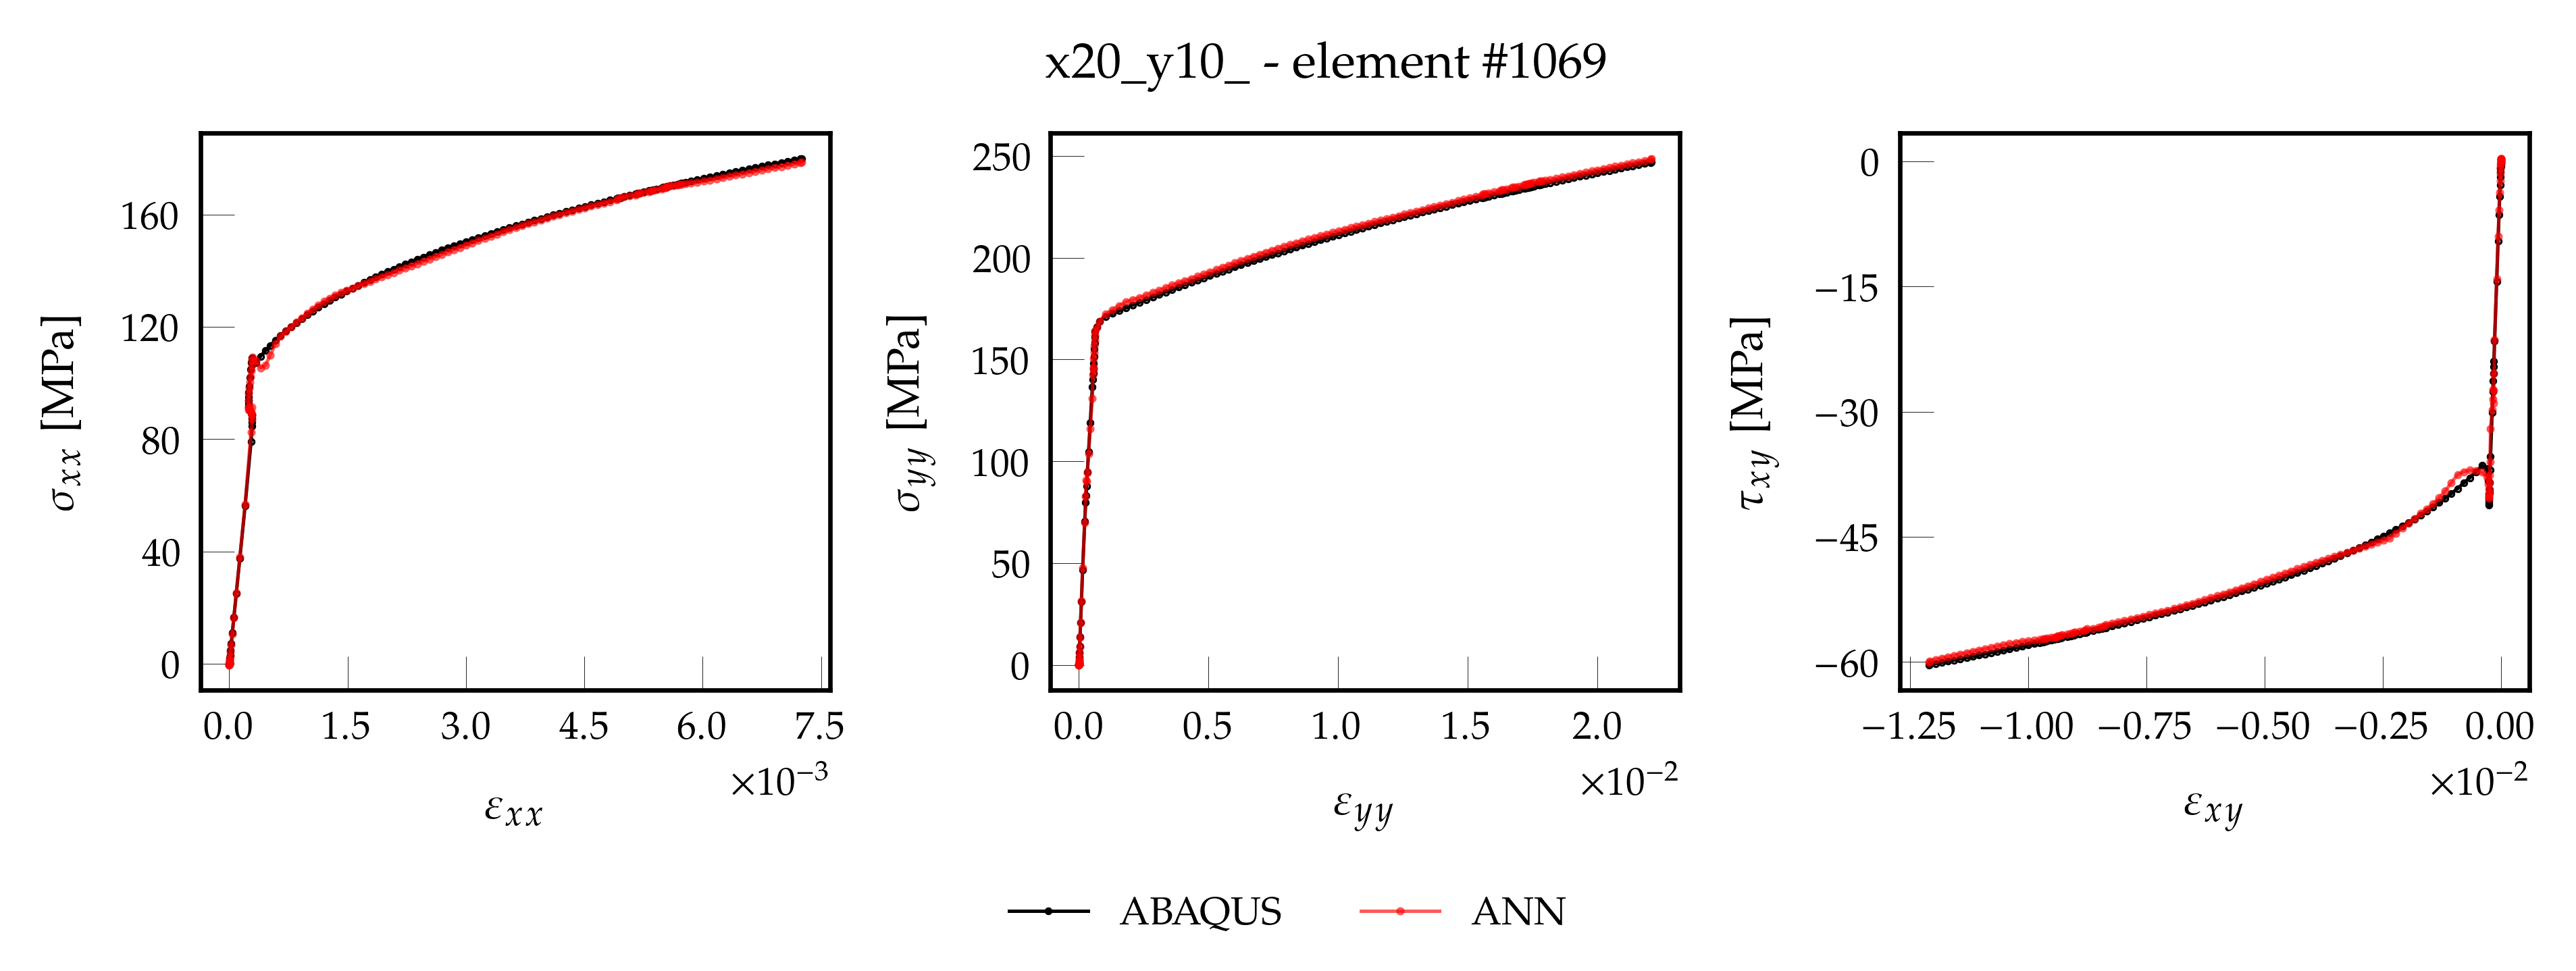 x20_y10_ - element #1069
σxx [MPa]
160
120
80
40
0
0.0 1.5 3.0 4.5 6.0 7.5
×10⁻³
εxx
σyy [MPa]
250
200
150
100
50
0
0.0 0.5 1.0 1.5 2.0
×10⁻²
εyy
τxy [MPa]
0
−15
−30
−45
−60
−1.25 −1.00 −0.75 −0.50 −0.25 0.00
×10⁻²
εxy
ABAQUS ANN